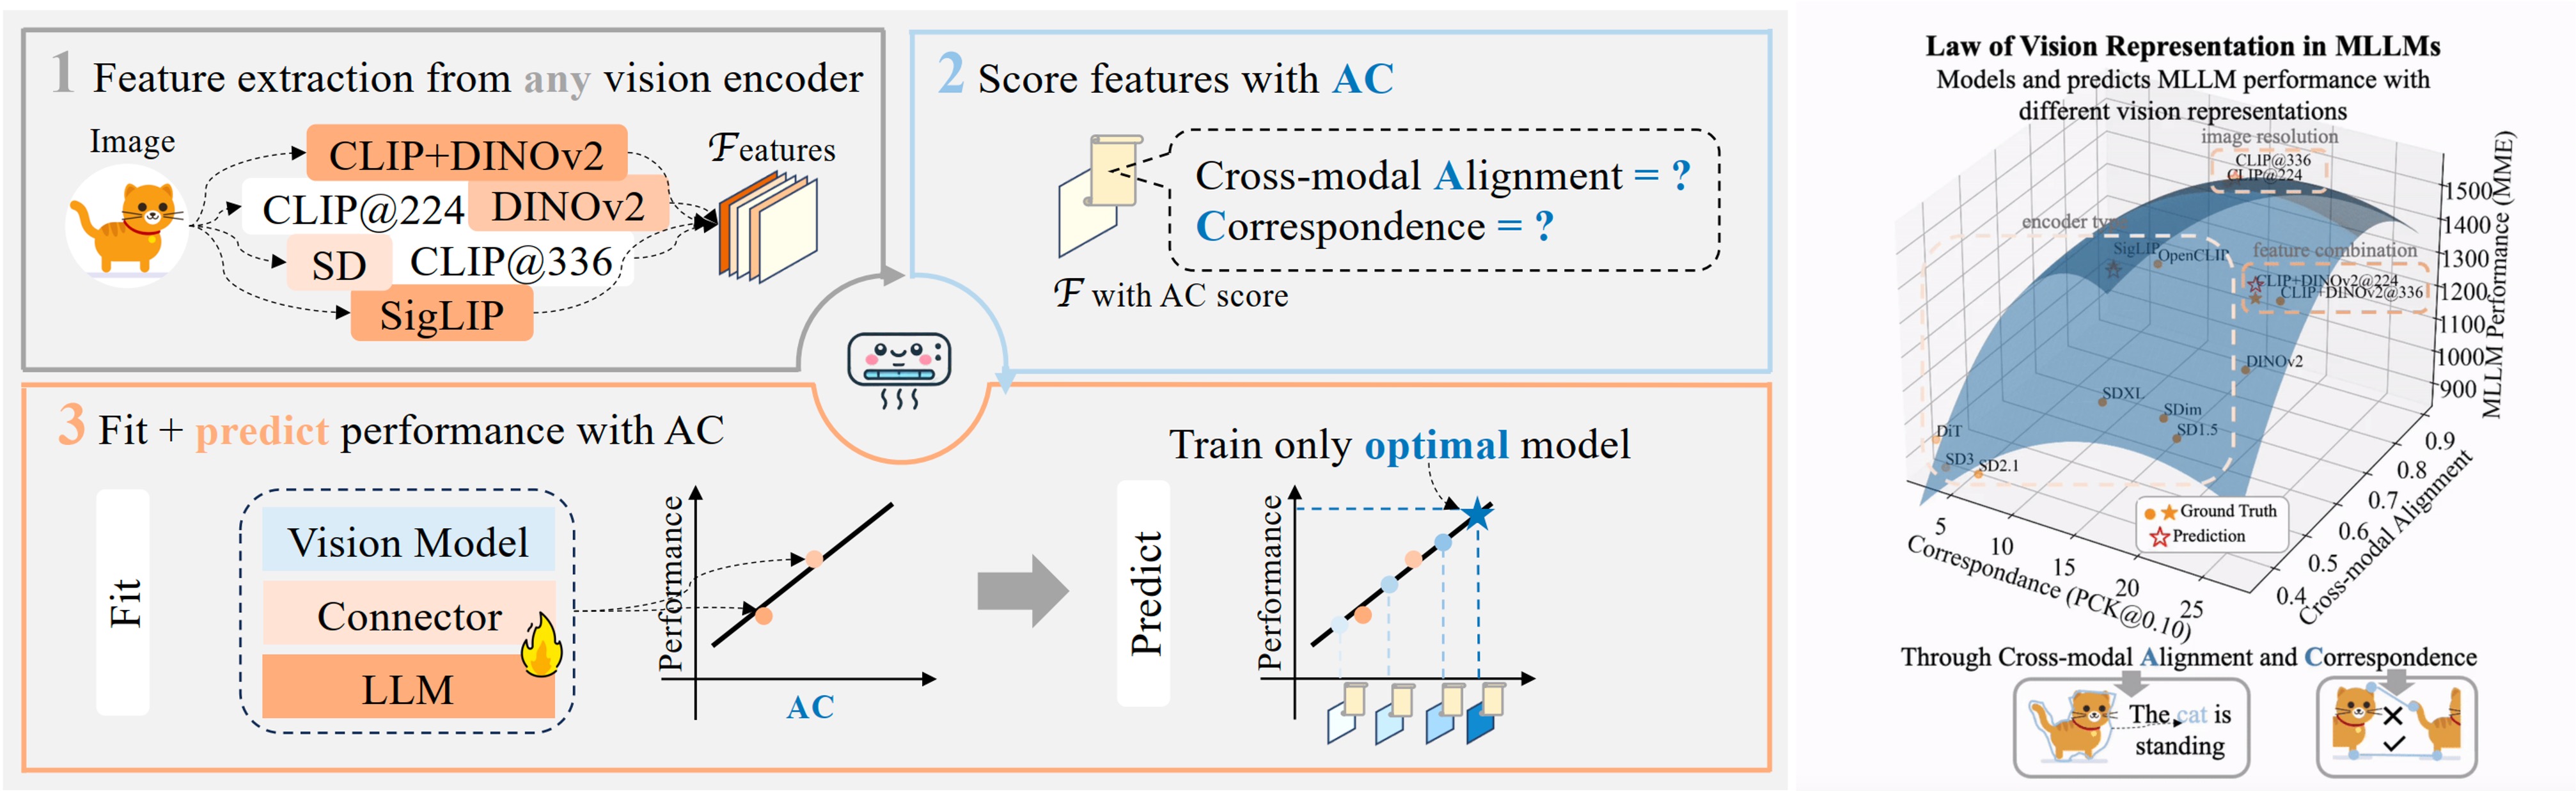 1 Feature extraction from any vision encoder
Image
CLIP+DINOv2
CLIP@224
DINOv2
SD
CLIP@336
SigLIP
ℱeatures
2 Score features with AC
Cross-modal Alignment = ?
Correspondence = ?
ℱ with AC score
3 Fit + predict performance with AC
Fit
Vision Model
Connector
LLM
Performance
AC
Predict
Train only optimal model
Performance
Law of Vision Representation in MLLMs
Models and predicts MLLM performance with
different vision representations
image resolution
CLIP@336
CLIP@224
encoder ty
SigLIP
OpenCLIP
feature combination
CLIP+DINOv2@224
CLIP+DINOv2@336
DINOv2
SDXL
SDim
SD1.5
DiT
SD3
SD2.1
1500
1400
1300
1200
1100
1000
900
MLLM Performance (MME)
0.9
0.8
0.7
0.6
0.5
0.4
Cross-modal Alignment
5
10
15
20
25
Correspondance (PCK@0.10)
Ground Truth
Prediction
Through Cross-modal Alignment and Correspondence
The cat is
standing